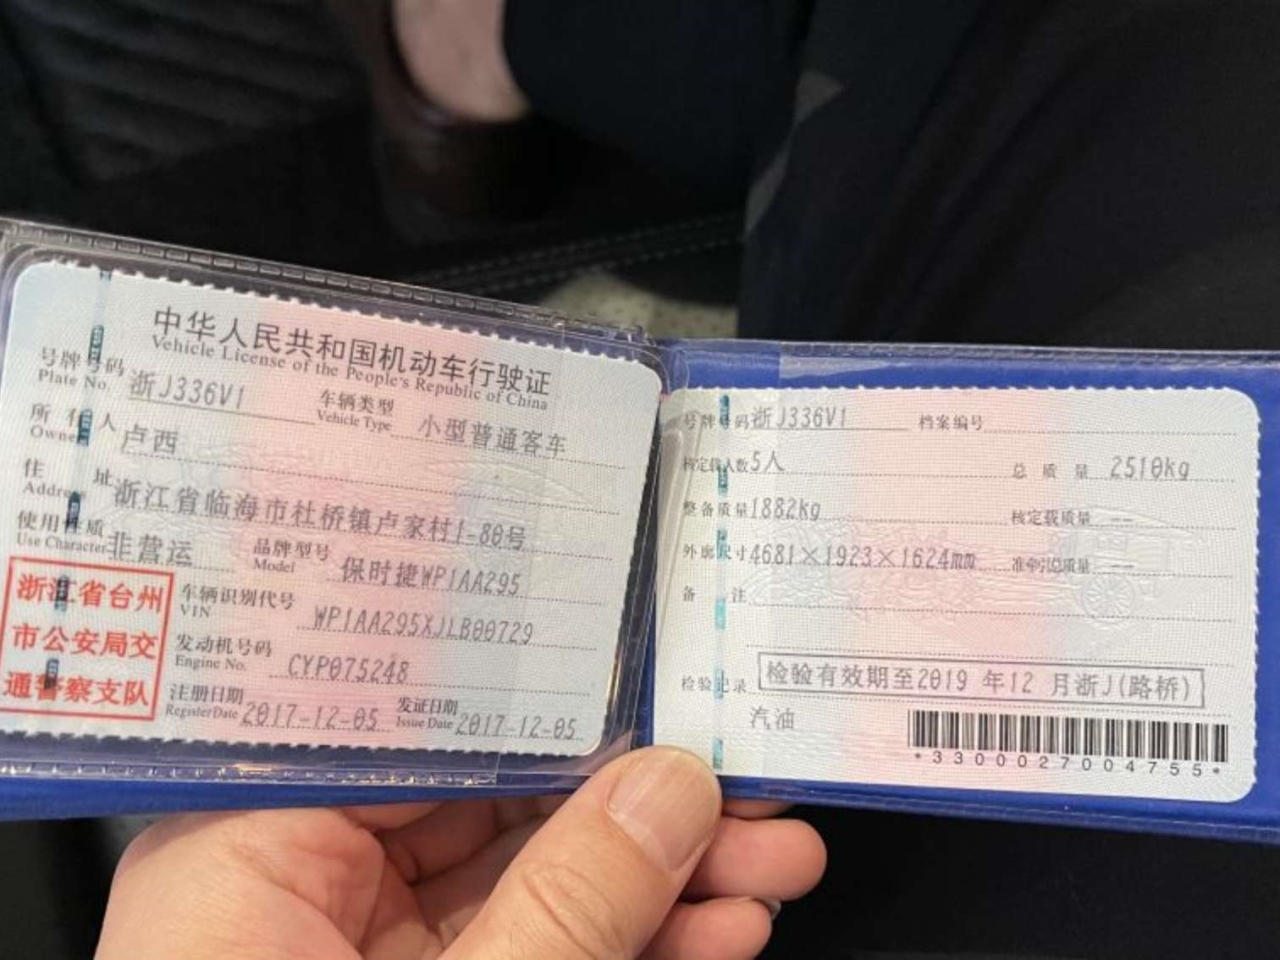 中华人民共和国机动车行驶证
Vehicle License of the People's Republic of China
号牌号码 浙J336V1 车辆类型 小型普通客车
Plate No. Vehicle Type
所有人 卢西
Owner
住址 浙江省临海市杜桥镇卢家村1-80号
Address
使用性质 非营运 品牌型号 保时捷WP1AA295
Use Character Model
浙江省台州
市公安局交
通警察支队
车辆识别代号 WP1AA295XJLB00729
VIN
发动机号码 CYP075248
Engine No.
注册日期 2017-12-05 发证日期 2017-12-05
Register Date Issue Date
号牌号码 浙J336V1 档案编号
核定载人数 5人 总质量 2510kg
整备质量 1882kg 核定载质量 --
外廓尺寸 4681×1923×1624mm 准牵引总质量 --
备注
检验记录 检验有效期至2019年12月浙J(路桥)
汽油
*3300027004755*